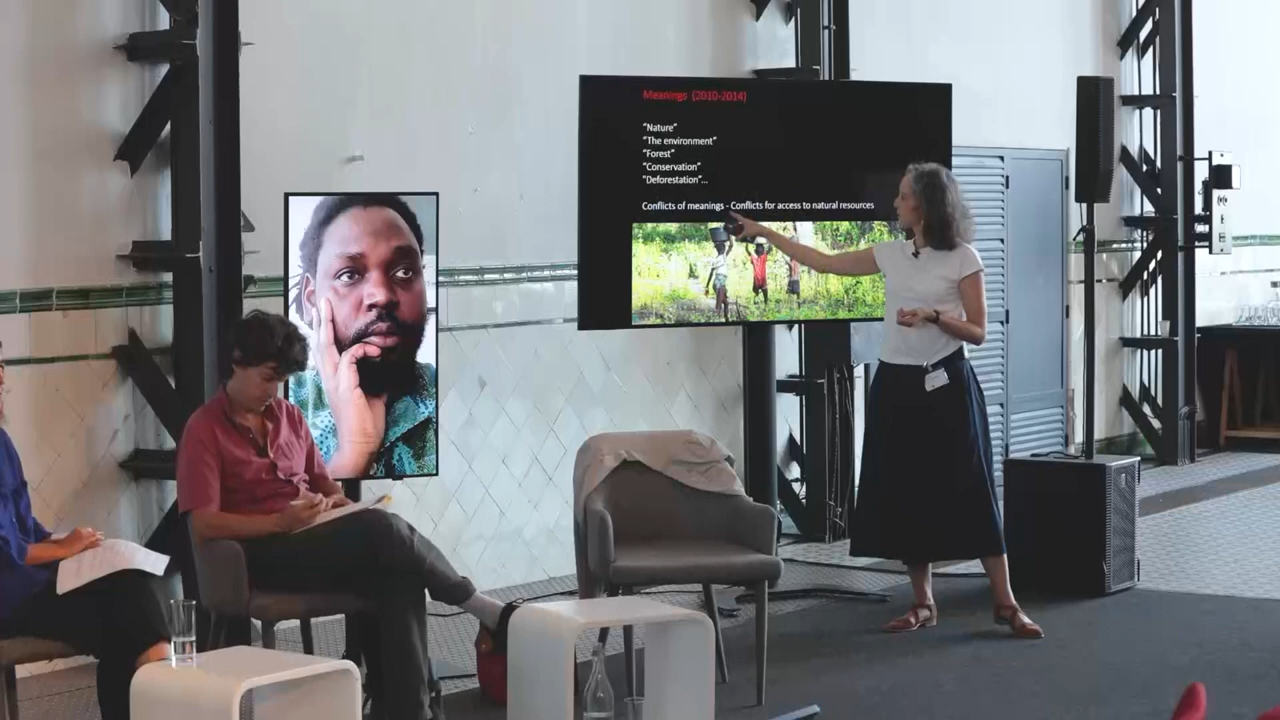 Meanings (2010-2014)
“Nature”
“The environment”
“Forest”
“Conservation”
“Deforestation”...
Conflicts of meanings - Conflicts for access to natural resources